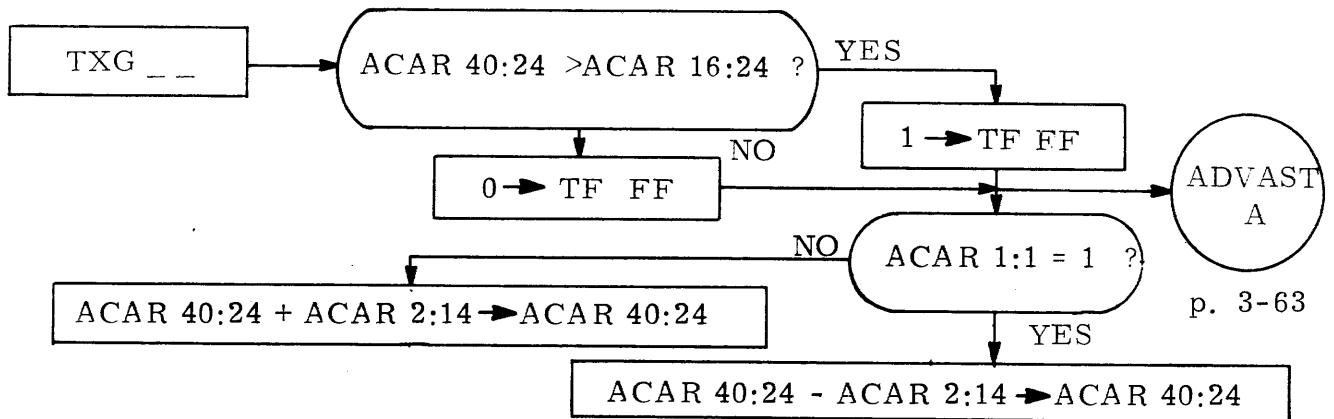 TXG _ _
ACAR 40:24 >ACAR 16:24 ?
YES
1→TF FF
NO
0→ TF FF
ADVAST
A
p. 3-63
ACAR 1:1 = 1 ?
NO
ACAR 40:24 + ACAR 2:14→ACAR 40:24
YES
ACAR 40:24 - ACAR 2:14→ACAR 40:24